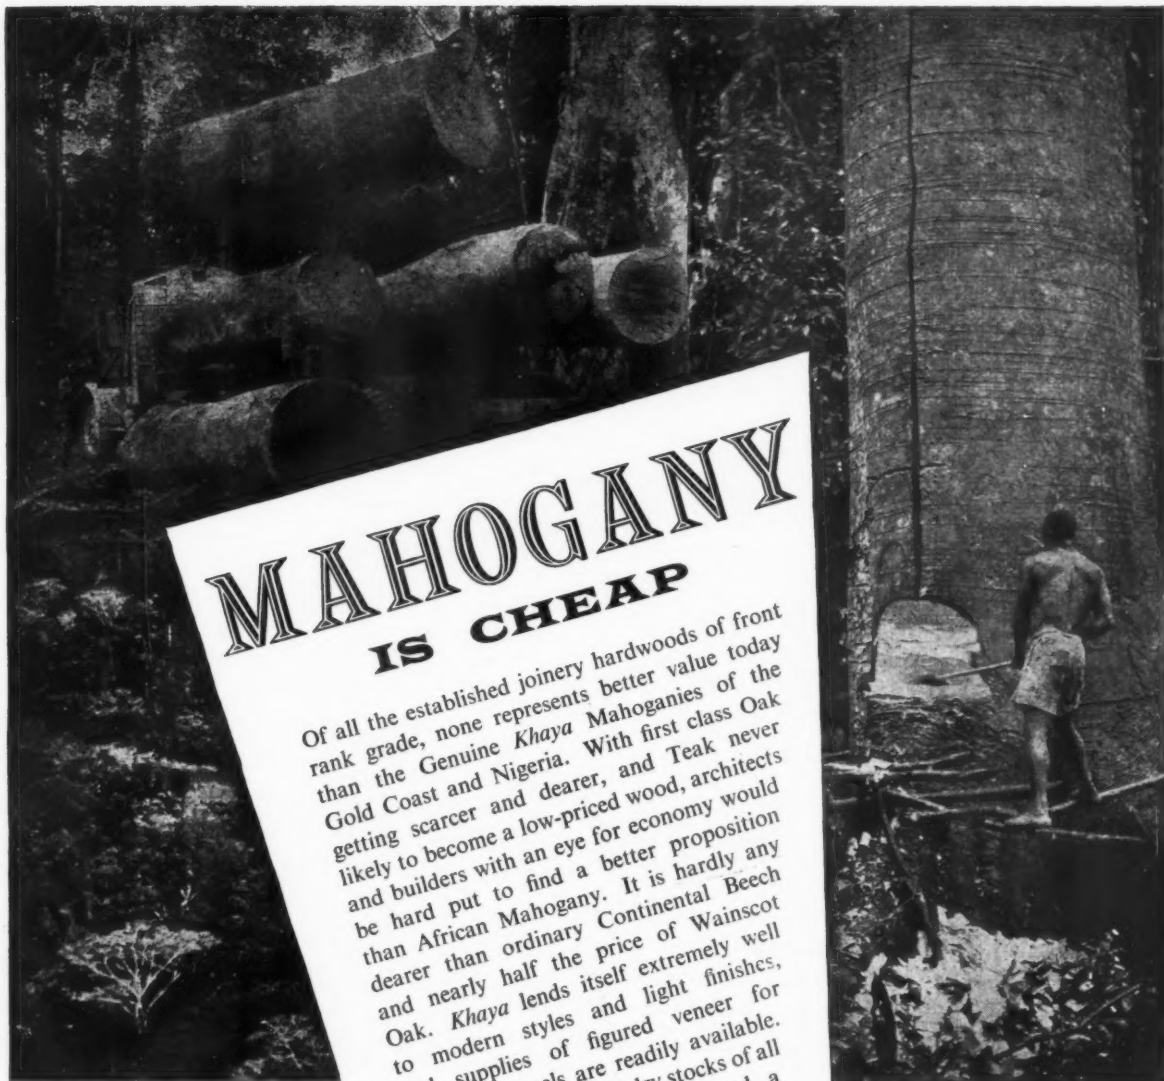 MAHOGANY
IS CHEAP
Of all the established joinery hardwoods of front
rank grade, none represents better value today
than the Genuine Khaya Mahoganies of the
Gold Coast and Nigeria. With first class Oak
getting scarcer and dearer, and Teak never
likely to become a low-priced wood, architects
and builders with an eye for economy would
be hard put to find a better proposition
than African Mahogany. It is hardly any
dearer than ordinary Continental Beech
and nearly half the price of Wainscot
Oak. Khaya lends itself extremely well
to modern styles and light finishes,
supplies of figured veneer for
are readily available.
stocks of all
a